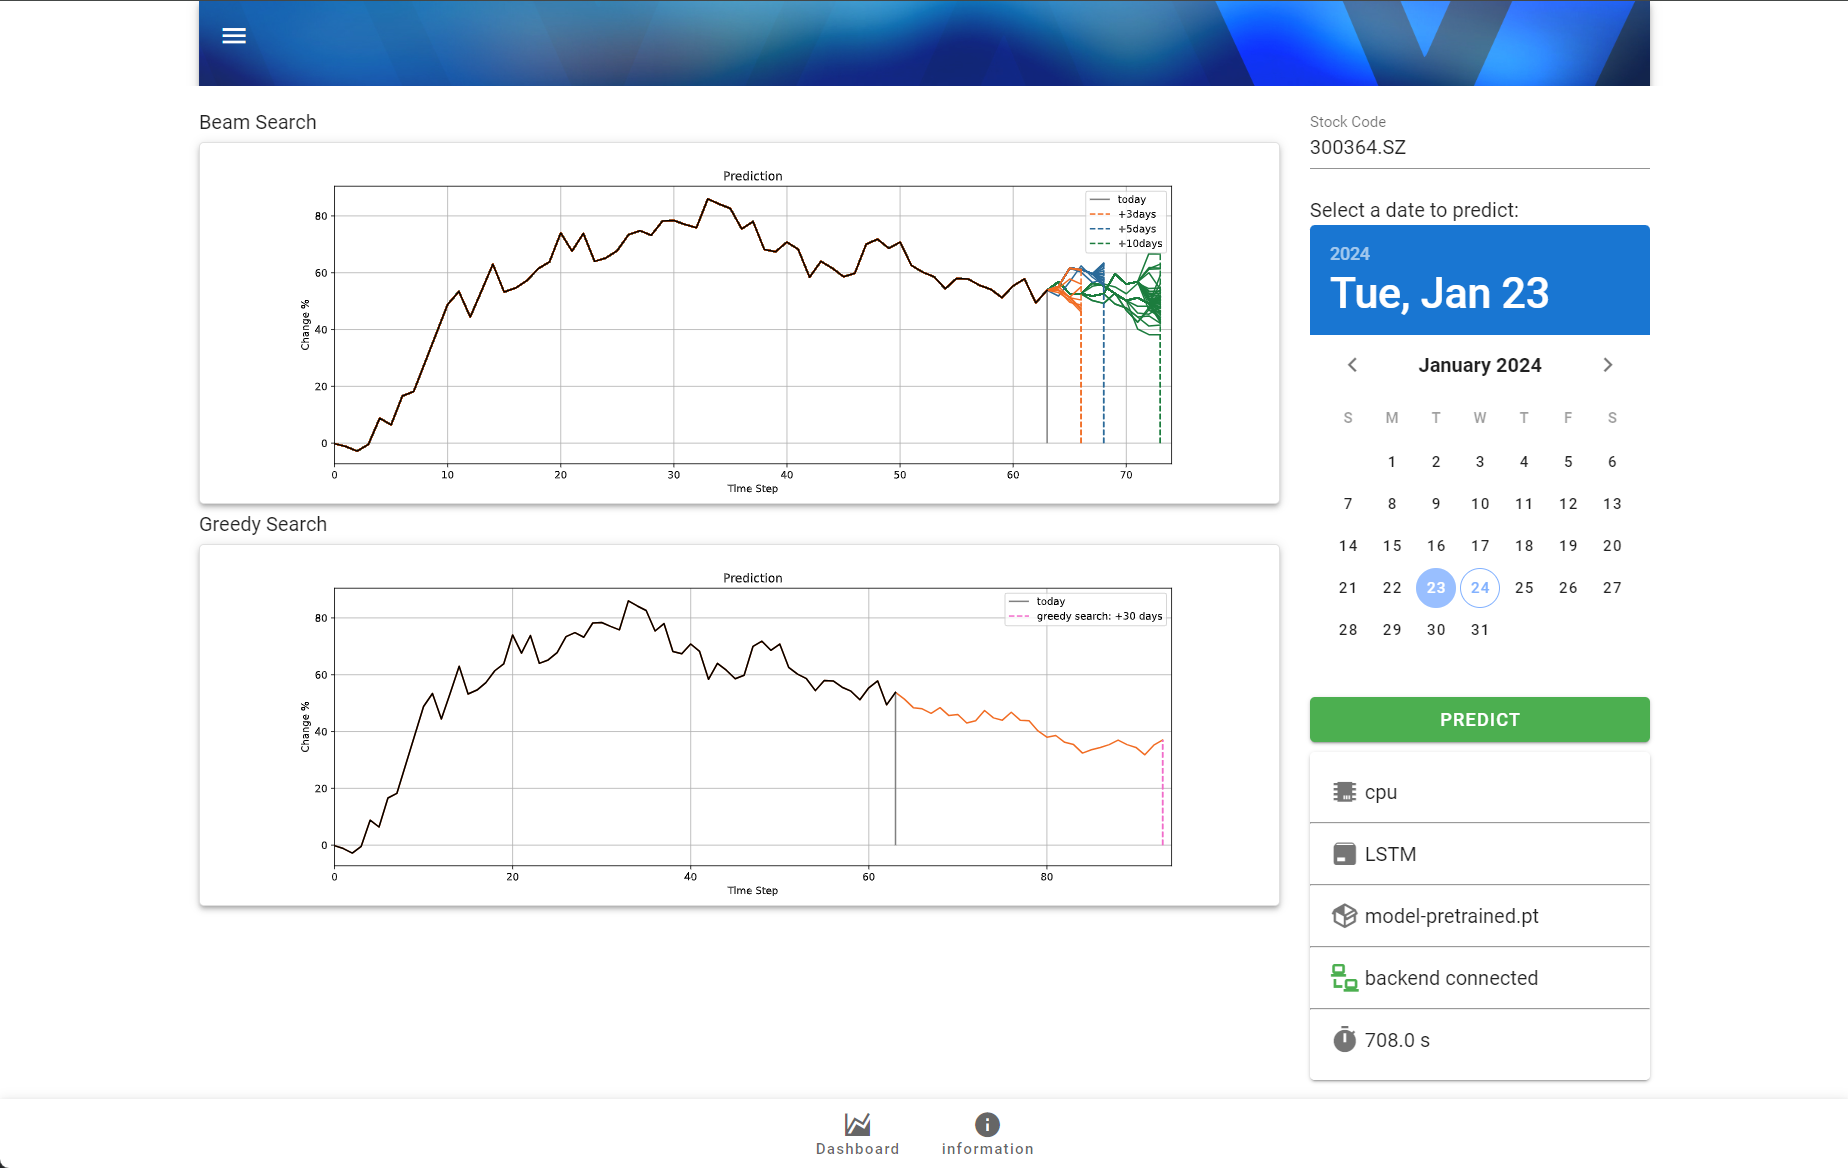 Beam Search
Prediction
today
+3days
+5days
+10days
Change %
80
60
40
20
0
0 10 20 30 40 50 60 70
Time Step
Greedy Search
Prediction
today
greedy search: +30 days
Change %
80
60
40
20
0
0 20 40 60 80
Time Step
Stock Code
300364.SZ
Select a date to predict:
2024
Tue, Jan 23
January 2024
S M T W T F S
1 2 3 4 5 6
7 8 9 10 11 12 13
14 15 16 17 18 19 20
21 22 23 24 25 26 27
28 29 30 31
PREDICT
cpu
LSTM
model-pretrained.pt
backend connected
708.0 s
Dashboard
information